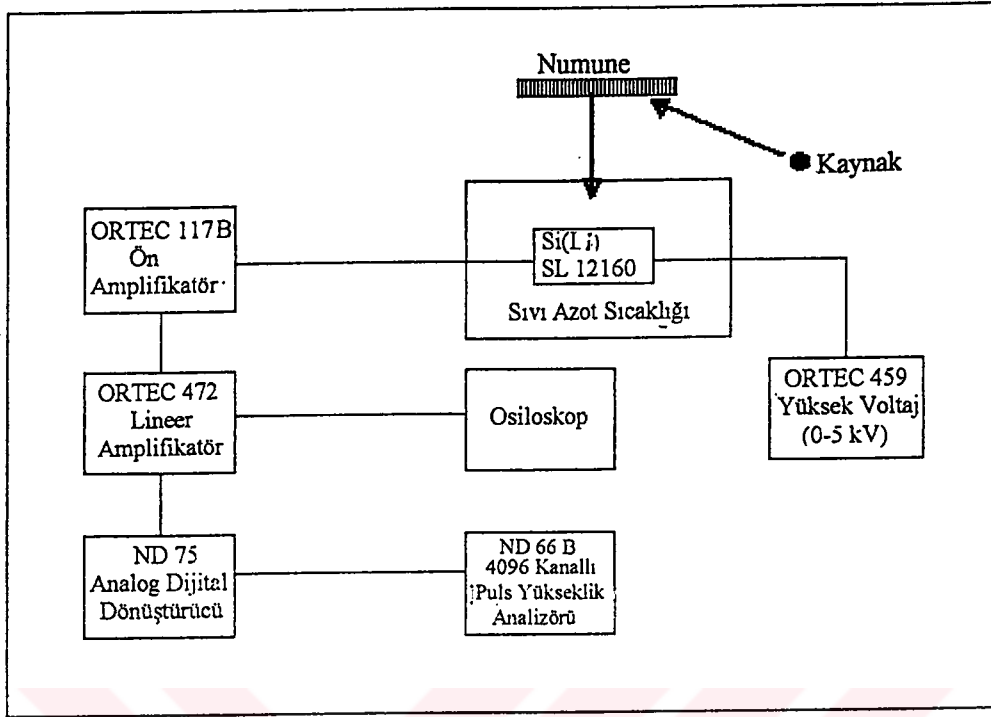 Numune
Kaynak
ORTEC 117B
Ön
Amplifikatör
Si(Li)
SL 12160
Sıvı Azot Sıcaklığı
ORTEC 472
Lineer
Amplifikatör
Osiloskop
ORTEC 459
Yüksek Voltaj
(0-5 kV)
ND 75
Analog Dijital
Dönüştürücü
ND 66 B
4096 Kanallı
Puls Yükseklik
Analizörü